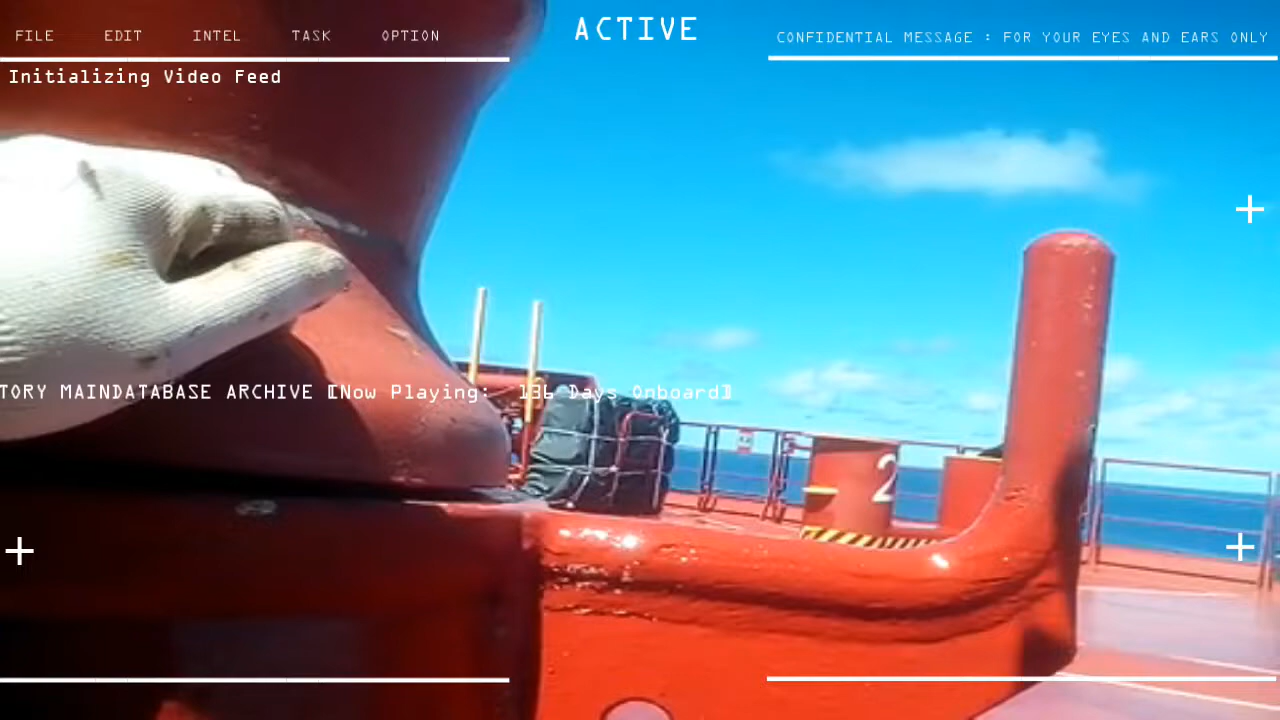 FILE EDIT INTEL TASK OPTION
ACTIVE
CONFIDENTIAL MESSAGE : FOR YOUR EYES AND EARS ONLY
Initializing Video Feed
TORY MAINDATABASE ARCHIVE [Now Playing: 136 Days Onboard]
2